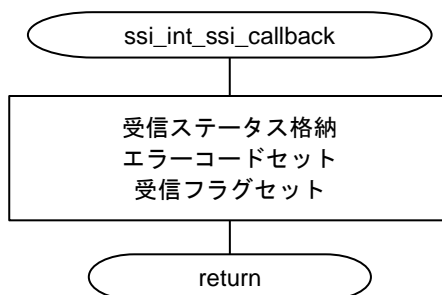 ssi_int_ssi_callback
受信ステータス格納
エラーコードセット
受信フラグセット
return